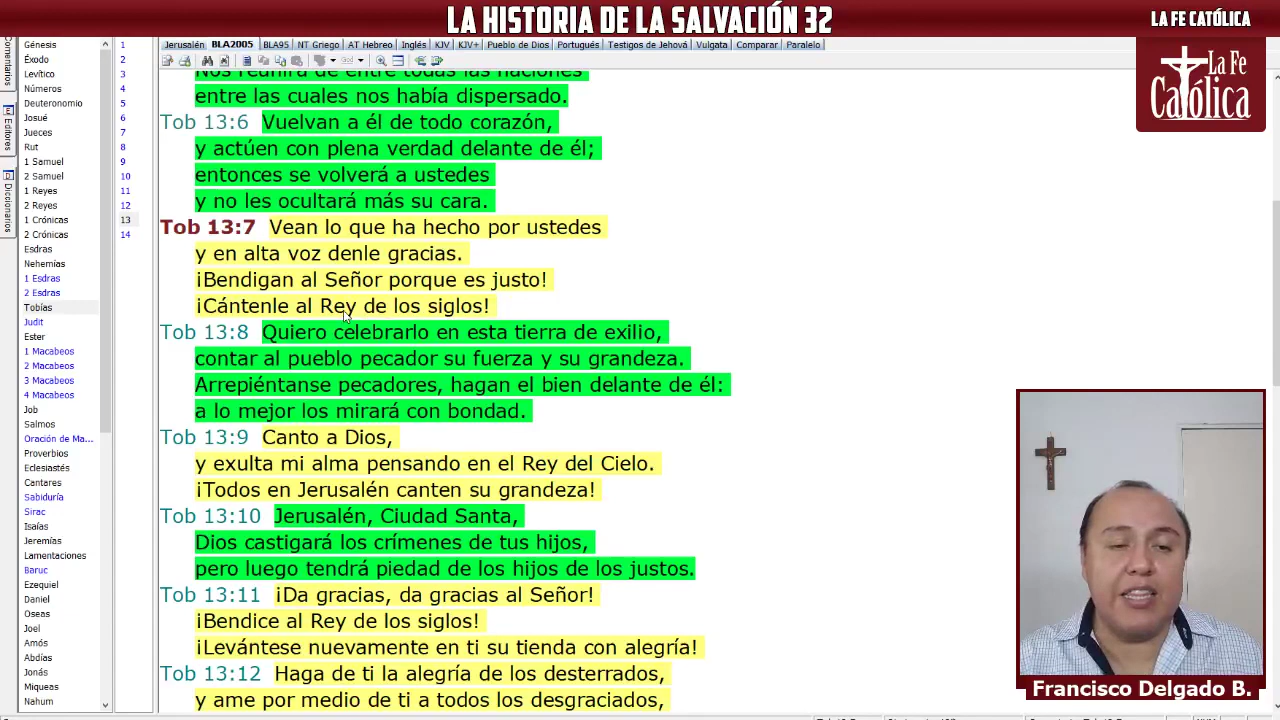 LA HISTORIA DE LA SALVACIÓN 32
LA FE CATÓLICA
La Fe
Católica
Jerusalén BLA2005 BLA95 NT Griego AT Hebreo Inglés KJV KJV+ Pueblo de Dios Portugués Testigos de Jehová Vulgata Comparar Paralelo
Comentarios
Editores
Diccionarios
Génesis
Éxodo
Levítico
Números
Deuteronomio
Josué
Jueces
Rut
1 Samuel
2 Samuel
1 Reyes
2 Reyes
1 Crónicas
2 Crónicas
Esdras
Nehemías
1 Esdras
2 Esdras
Tobías
Judit
Ester
1 Macabeos
2 Macabeos
3 Macabeos
4 Macabeos
Job
Salmos
Oración de Ma...
Proverbios
Eclesiastés
Cantares
Sabiduría
Sirac
Isaías
Jeremías
Lamentaciones
Baruc
Ezequiel
Daniel
Oseas
Joel
Amós
Abdías
Jonás
Miqueas
Nahum
1
2
3
4
5
6
7
8
9
10
11
12
13
14
Nos reunirá de entre todas las naciones
entre las cuales nos había dispersado.
Tob 13:6 Vuelvan a él de todo corazón,
y actúen con plena verdad delante de él;
entonces se volverá a ustedes
y no les ocultará más su cara.
Tob 13:7 Vean lo que ha hecho por ustedes
y en alta voz denle gracias.
¡Bendigan al Señor porque es justo!
¡Cántenle al Rey de los siglos!
Tob 13:8 Quiero celebrarlo en esta tierra de exilio,
contar al pueblo pecador su fuerza y su grandeza.
Arrepiéntanse pecadores, hagan el bien delante de él:
a lo mejor los mirará con bondad.
Tob 13:9 Canto a Dios,
y exulta mi alma pensando en el Rey del Cielo.
¡Todos en Jerusalén canten su grandeza!
Tob 13:10 Jerusalén, Ciudad Santa,
Dios castigará los crímenes de tus hijos,
pero luego tendrá piedad de los hijos de los justos.
Tob 13:11 ¡Da gracias, da gracias al Señor!
¡Bendice al Rey de los siglos!
¡Levántese nuevamente en ti su tienda con alegría!
Tob 13:12 Haga de ti la alegría de los desterrados,
y ame por medio de ti a todos los desgraciados,
Francisco Delgado B.